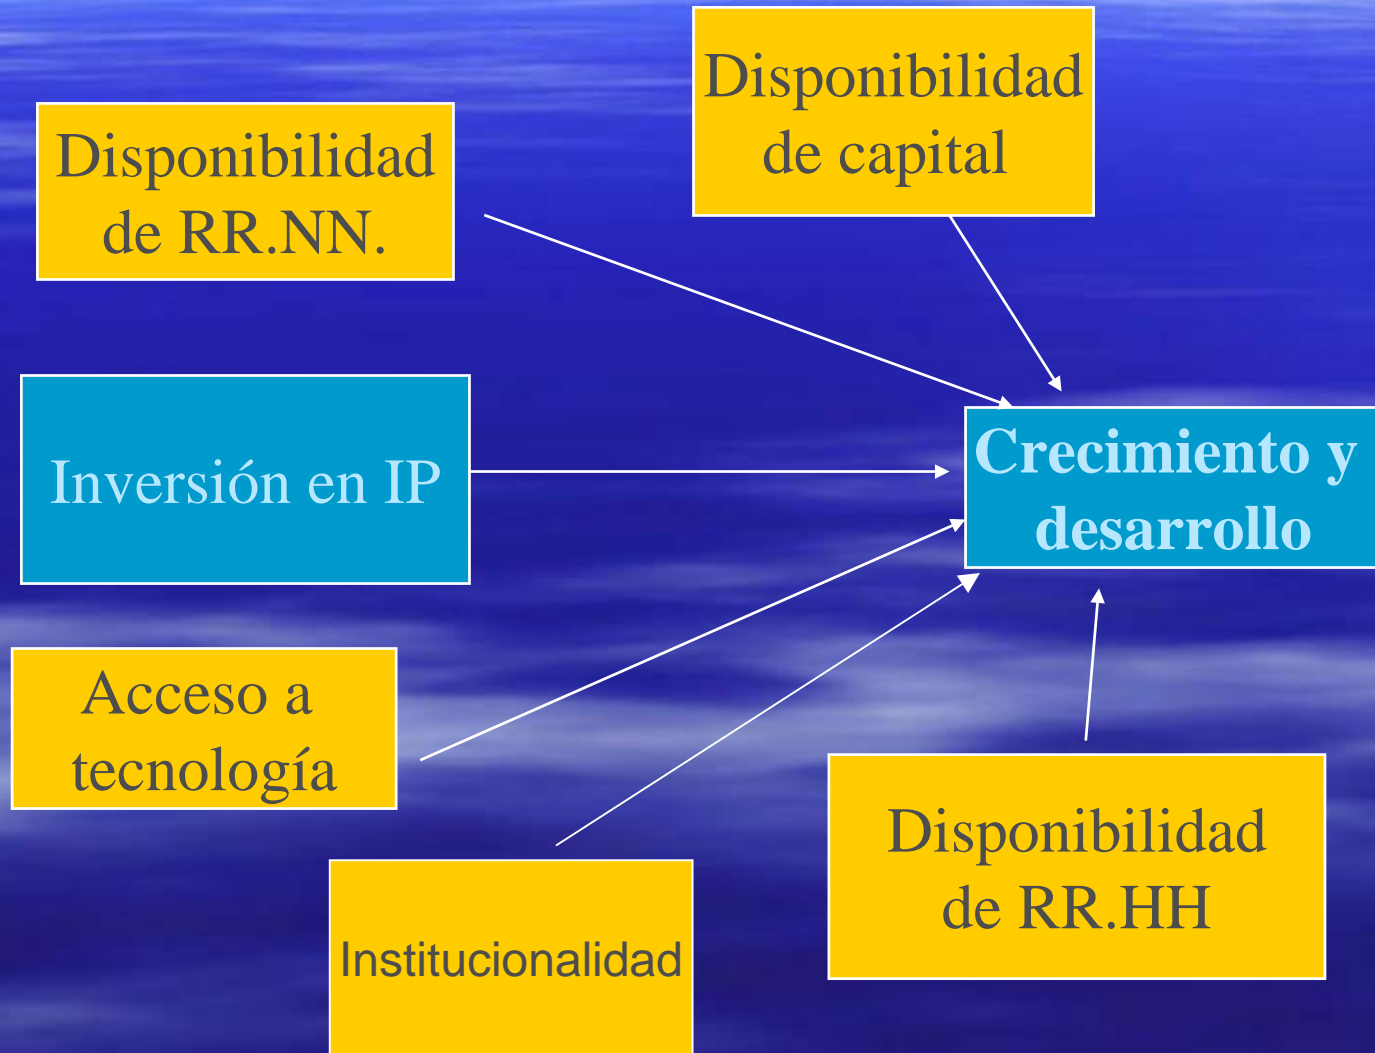 Disponibilidad
de capital
Disponibilidad
de RR.NN.
Inversión en IP
Crecimiento y
desarrollo
Acceso a
tecnología
Disponibilidad
de RR.HH
Institucionalidad